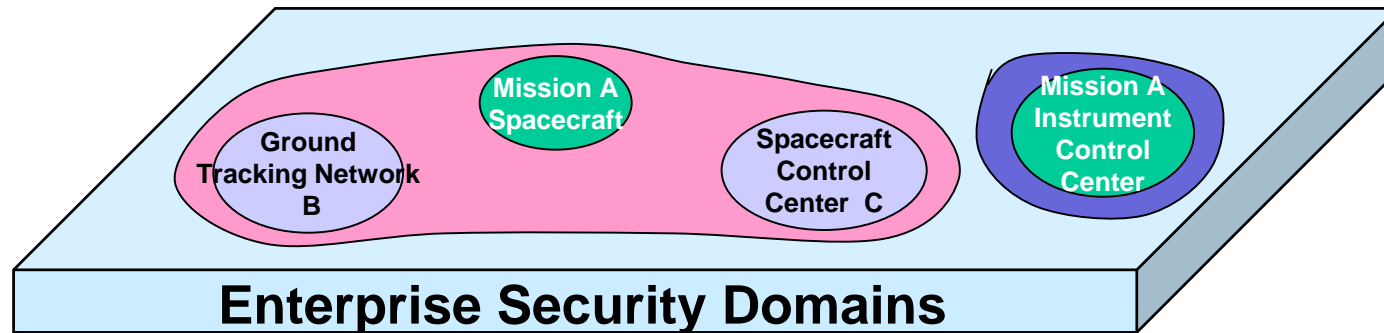 Mission A
Spacecraft
Ground
Tracking Network
B
Spacecraft
Control
Center C
Mission A
Instrument
Control
Center
Enterprise Security Domains